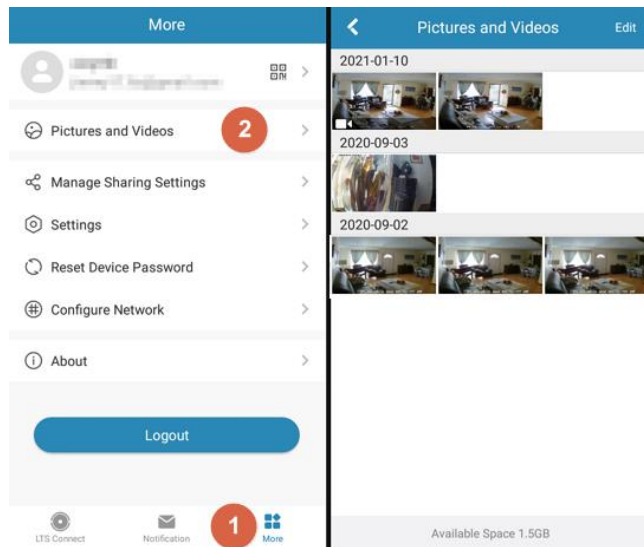 More
Pictures and Videos 2
Manage Sharing Settings
Settings
Reset Device Password
Configure Network
About
Logout
LTS Connect Notification 1 More
Pictures and Videos Edit
2021-01-10
2020-09-03
2020-09-02
Available Space 1.5GB